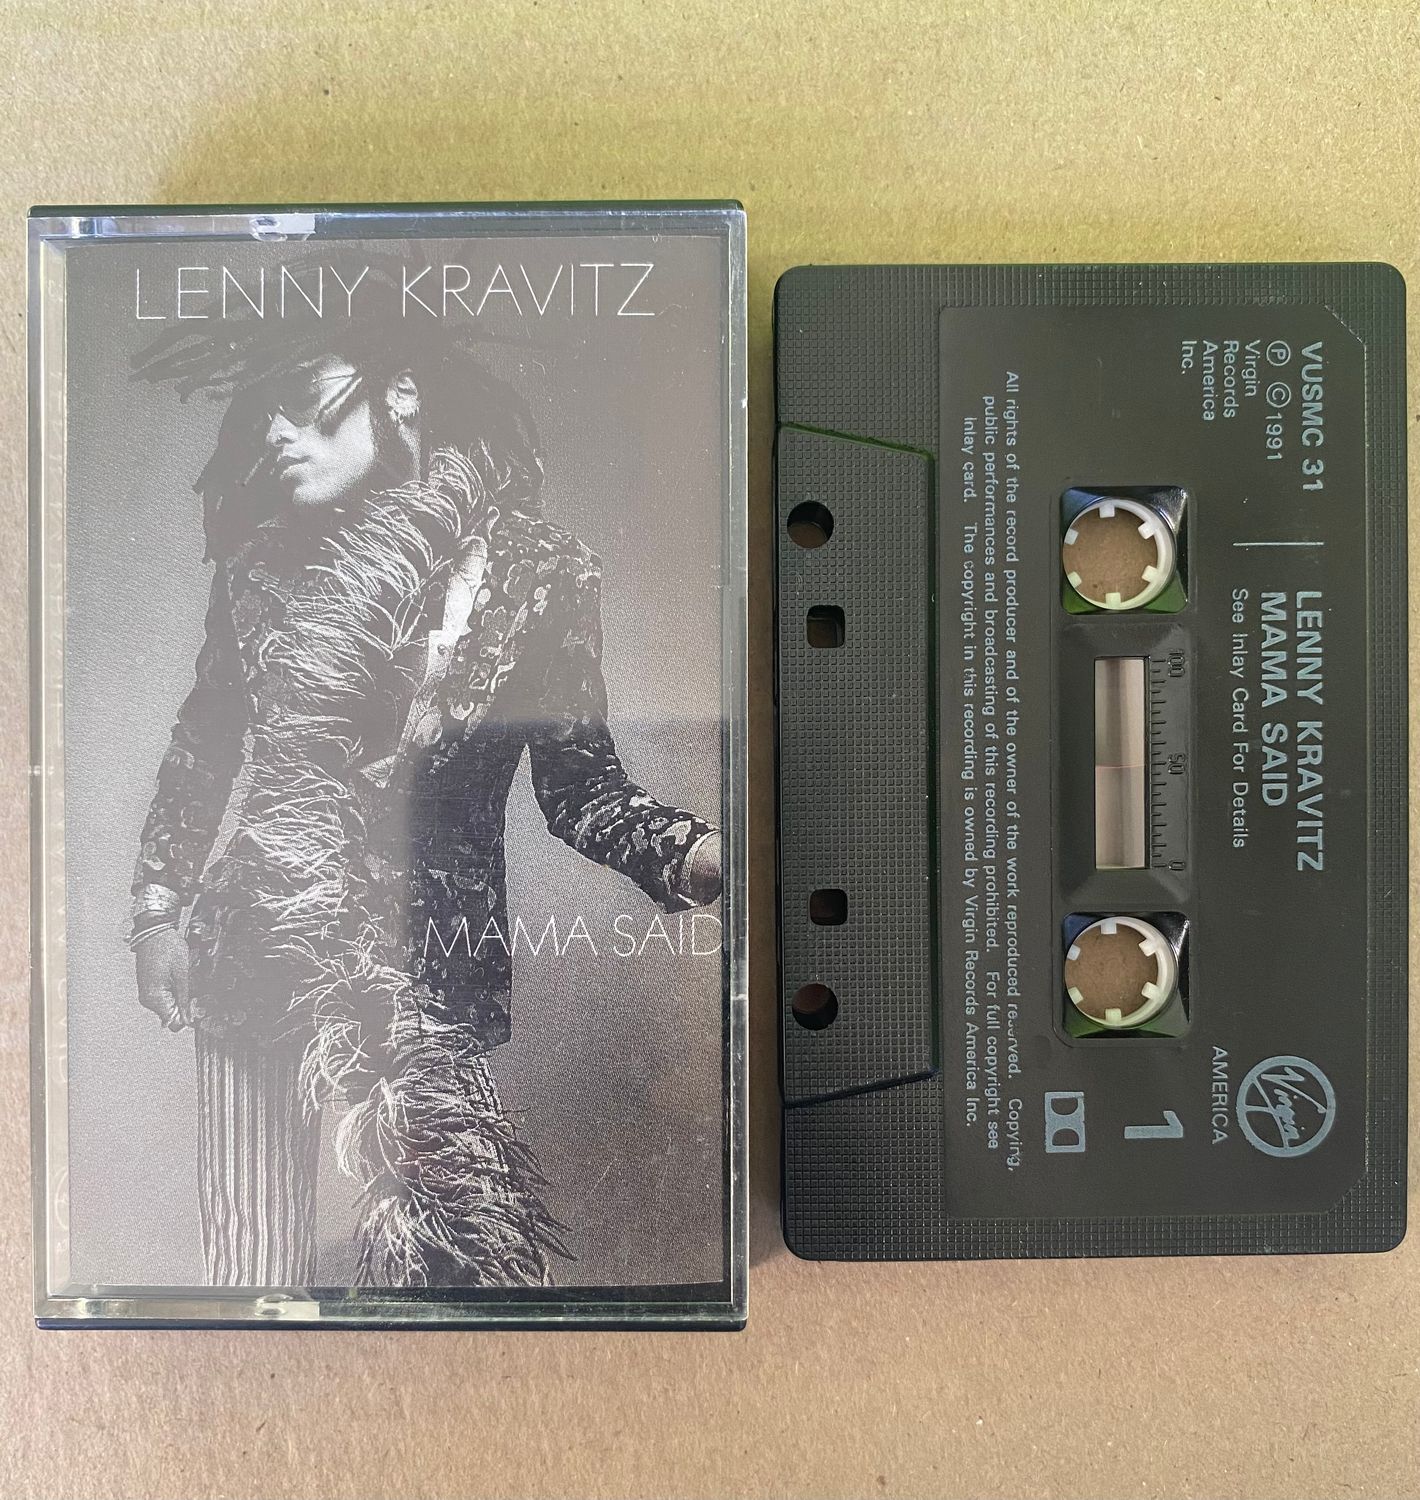 LENNY KRAVITZ
MAMA SAID
VUSMC 31
Ⓟ ©1991
Virgin
Records
America
Inc.
LENNY KRAVITZ
MAMA SAID
See Inlay Card For Details
Virgin
AMERICA
1
100 50 0
All rights of the record producer and of the owner of the work reproduced reserved. Copying,
public performances and broadcasting of this recording prohibited. For full copyright see
inlay card. The copyright in this recording is owned by Virgin Records America Inc.